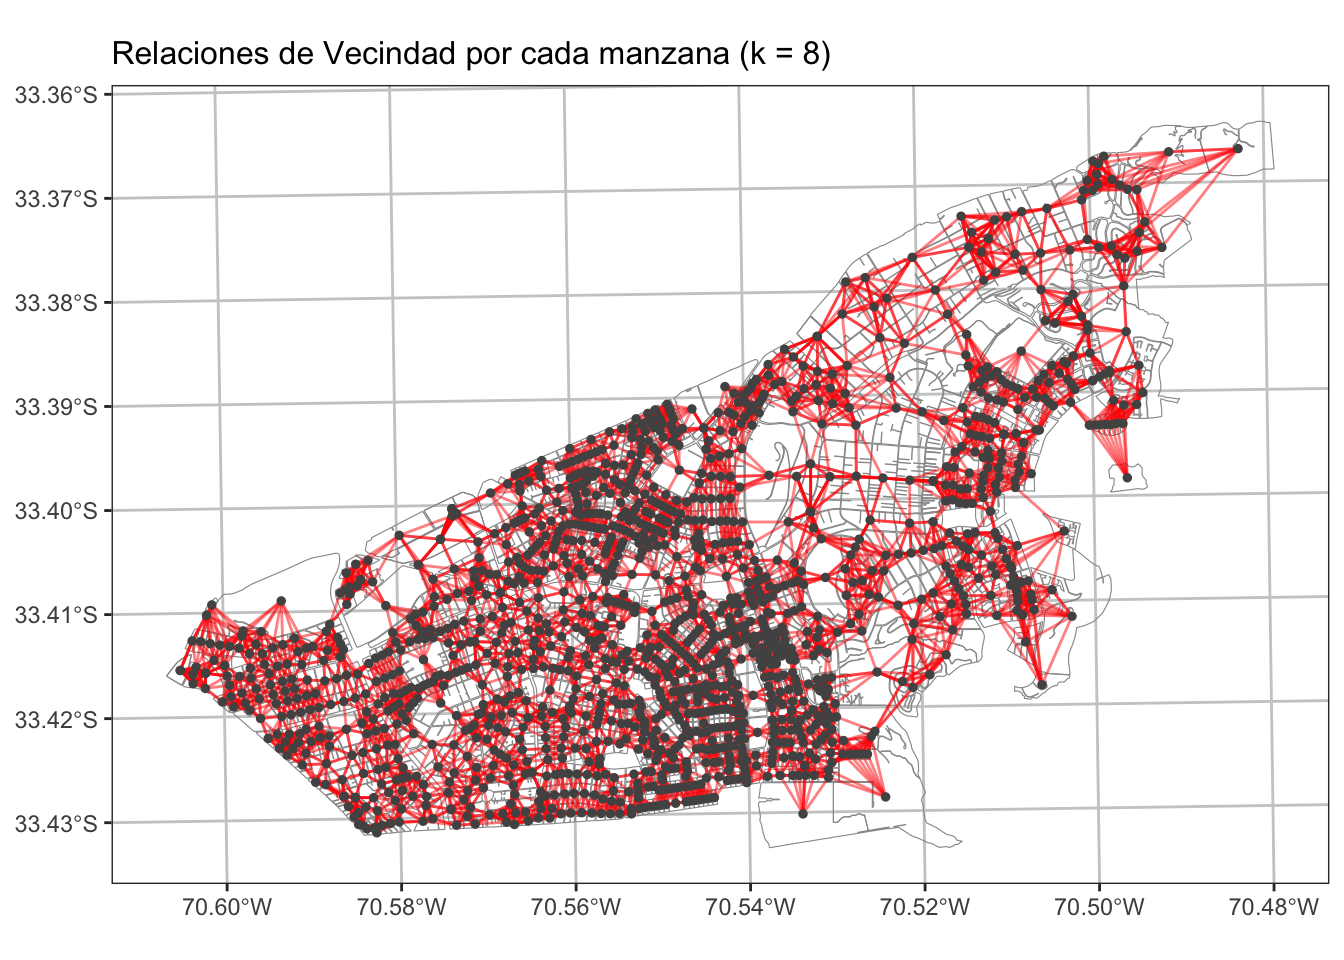 Relaciones de Vecindad por cada manzana (k = 8)
33.36°S
33.37°S
33.38°S
33.39°S
33.40°S
33.41°S
33.42°S
33.43°S
70.60°W 70.58°W 70.56°W 70.54°W 70.52°W 70.50°W 70.48°W